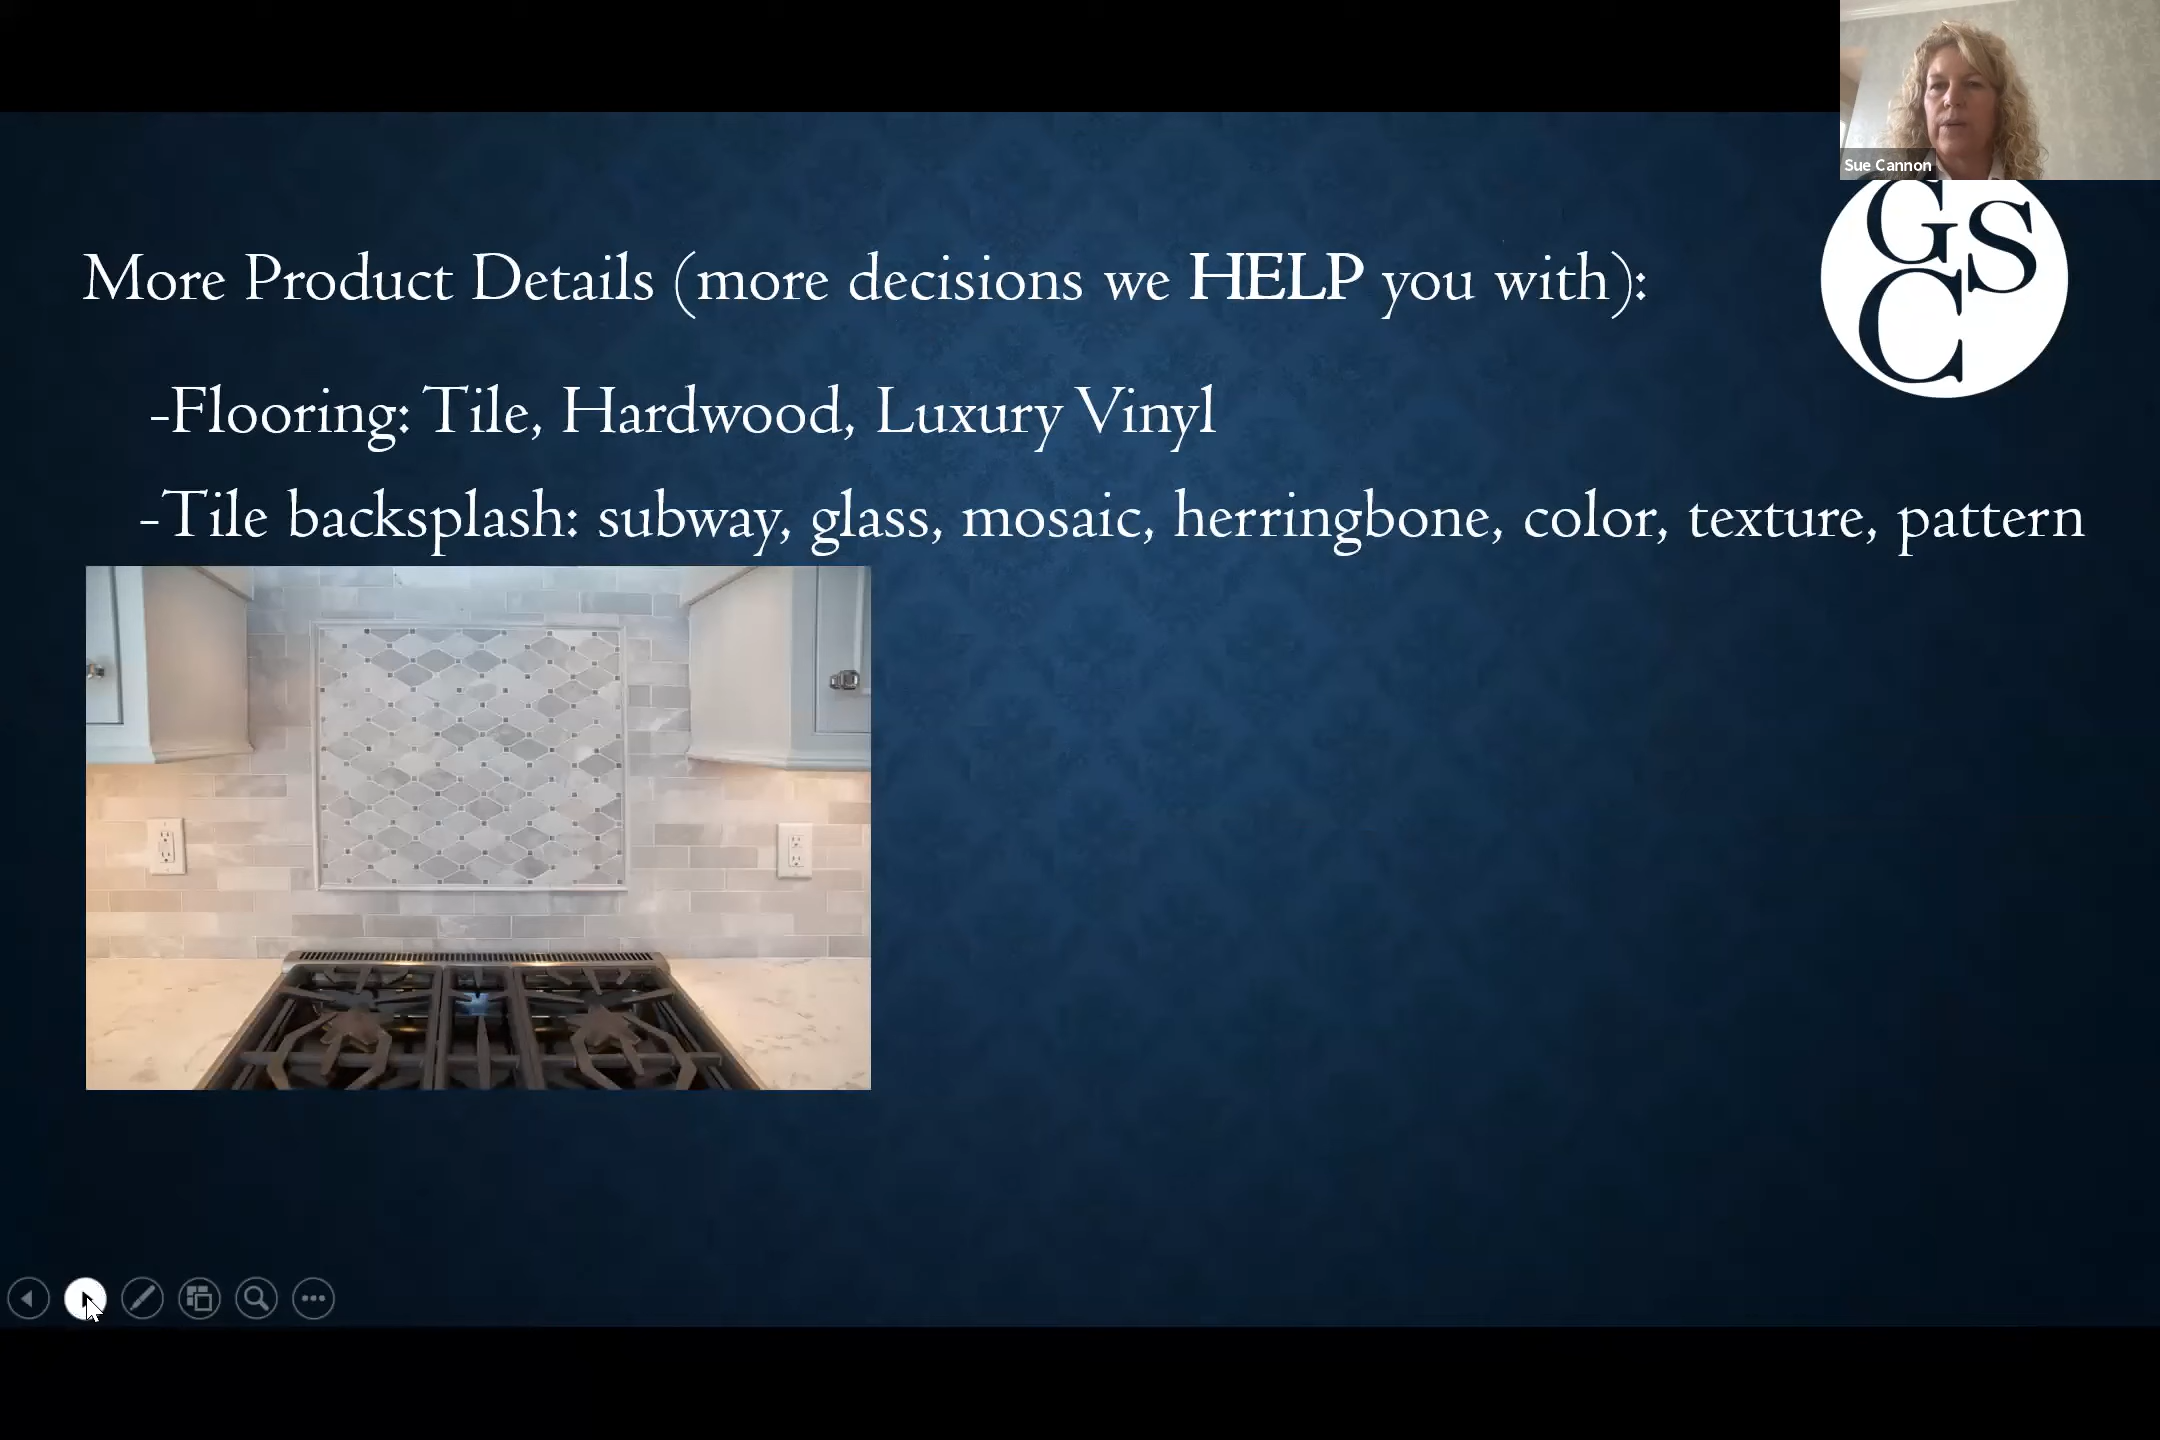 Sue Cannon
GSC
More Product Details (more decisions we HELP you with):
-Flooring: Tile, Hardwood, Luxury Vinyl
-Tile backsplash: subway, glass, mosaic, herringbone, color, texture, pattern